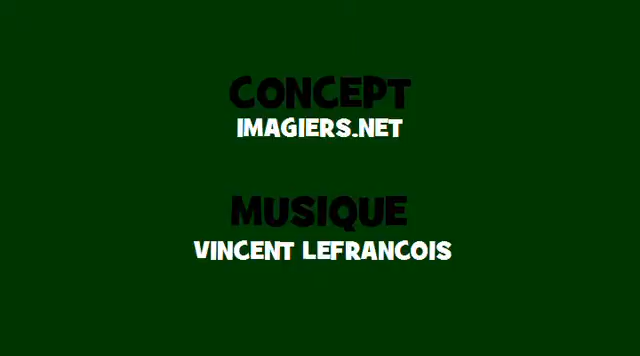 CONCEPT
IMAGIERS.NET
MUSIQUE
VINCENT LEFRANCOIS